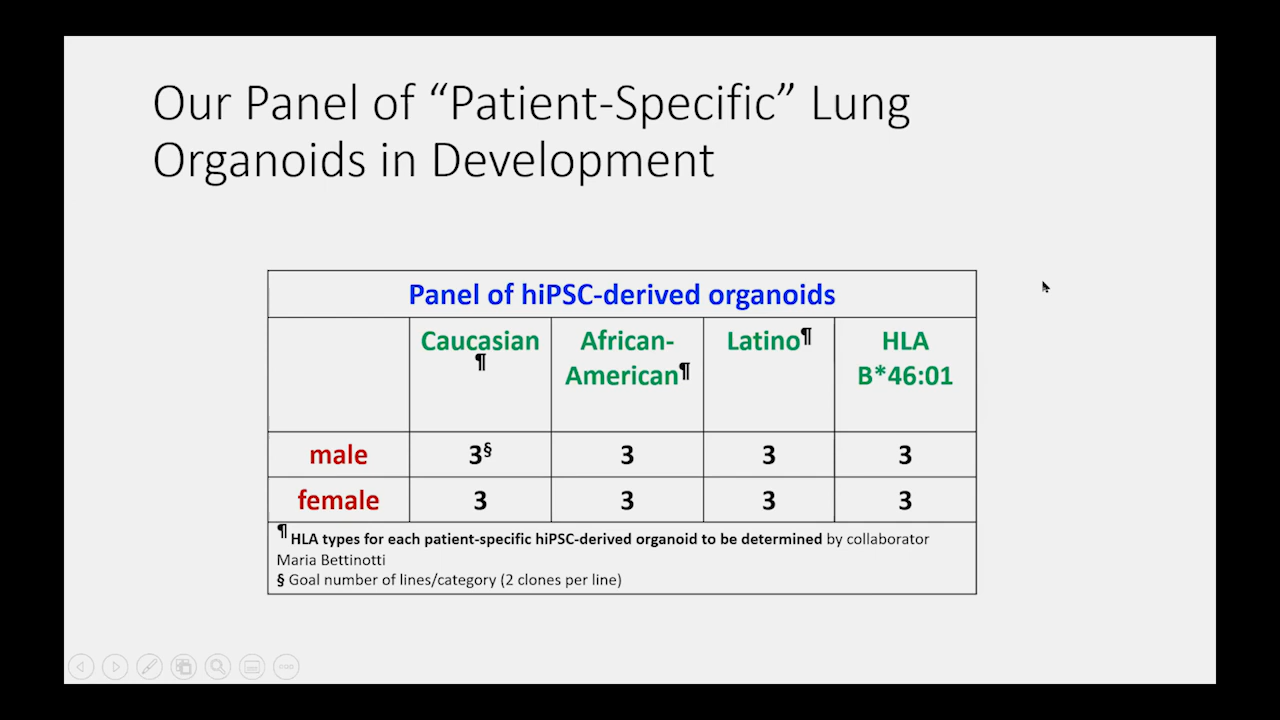 Our Panel of “Patient-Specific” Lung
Organoids in Development
Panel of hiPSC-derived organoids
Caucasian¶
African-American¶
Latino¶
HLA B*46:01
male 3§ 3 3 3
female 3 3 3 3
¶ HLA types for each patient-specific hiPSC-derived organoid to be determined by collaborator
Maria Bettinotti
§ Goal number of lines/category (2 clones per line)